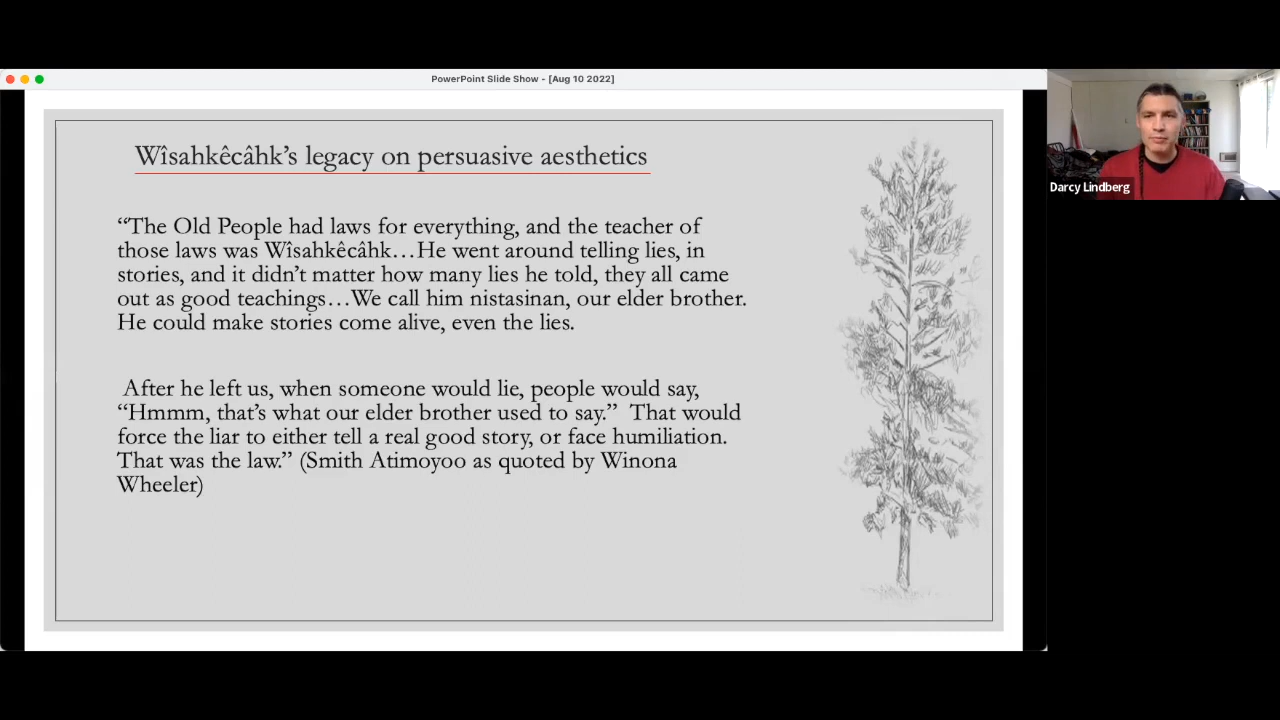 PowerPoint Slide Show - [Aug 10 2022]
Wîsahkêcâhk’s legacy on persuasive aesthetics
“The Old People had laws for everything, and the teacher of
those laws was Wîsahkêcâhk…He went around telling lies, in
stories, and it didn’t matter how many lies he told, they all came
out as good teachings…We call him nistasinan, our elder brother.
He could make stories come alive, even the lies.
After he left us, when someone would lie, people would say,
“Hmmm, that’s what our elder brother used to say.”  That would
force the liar to either tell a real good story, or face humiliation.
That was the law.” (Smith Atimoyoo as quoted by Winona
Wheeler)
Darcy Lindberg